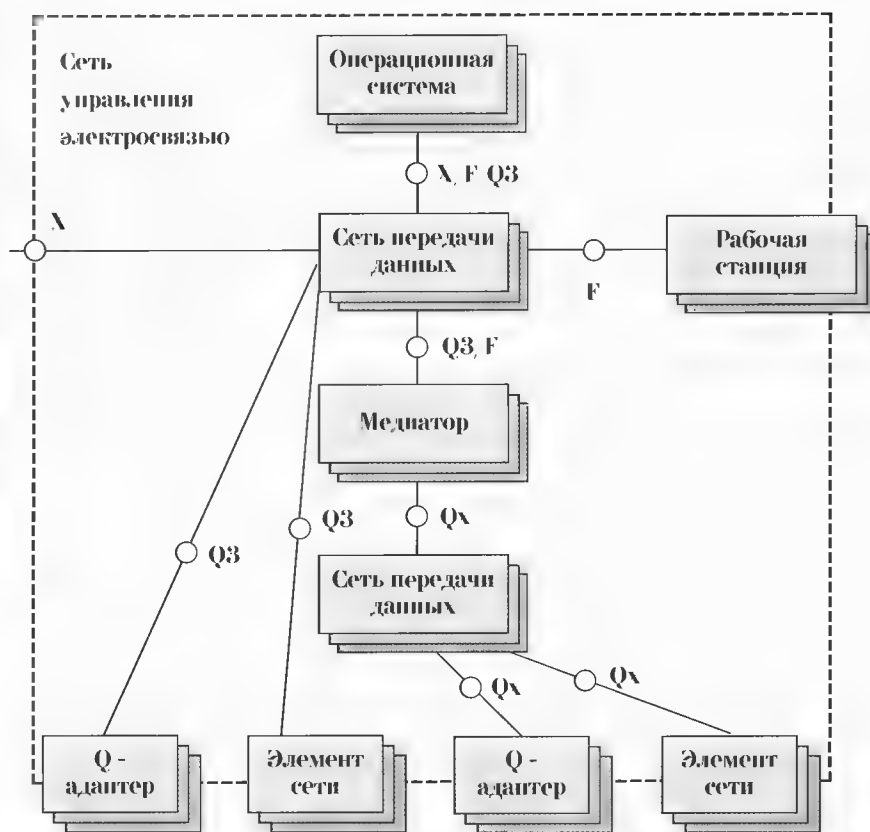 Сеть
управления
электросвязью
Операционная
система
X, F Q3
X
Сеть передачи
данных
F
Рабочая
станция
Q3, F
Медиатор
Qx
Q3
Q3
Сеть передачи
данных
Qx
Qx
Q -
адаптер
Элемент
сети
Q -
адаптер
Элемент
сети